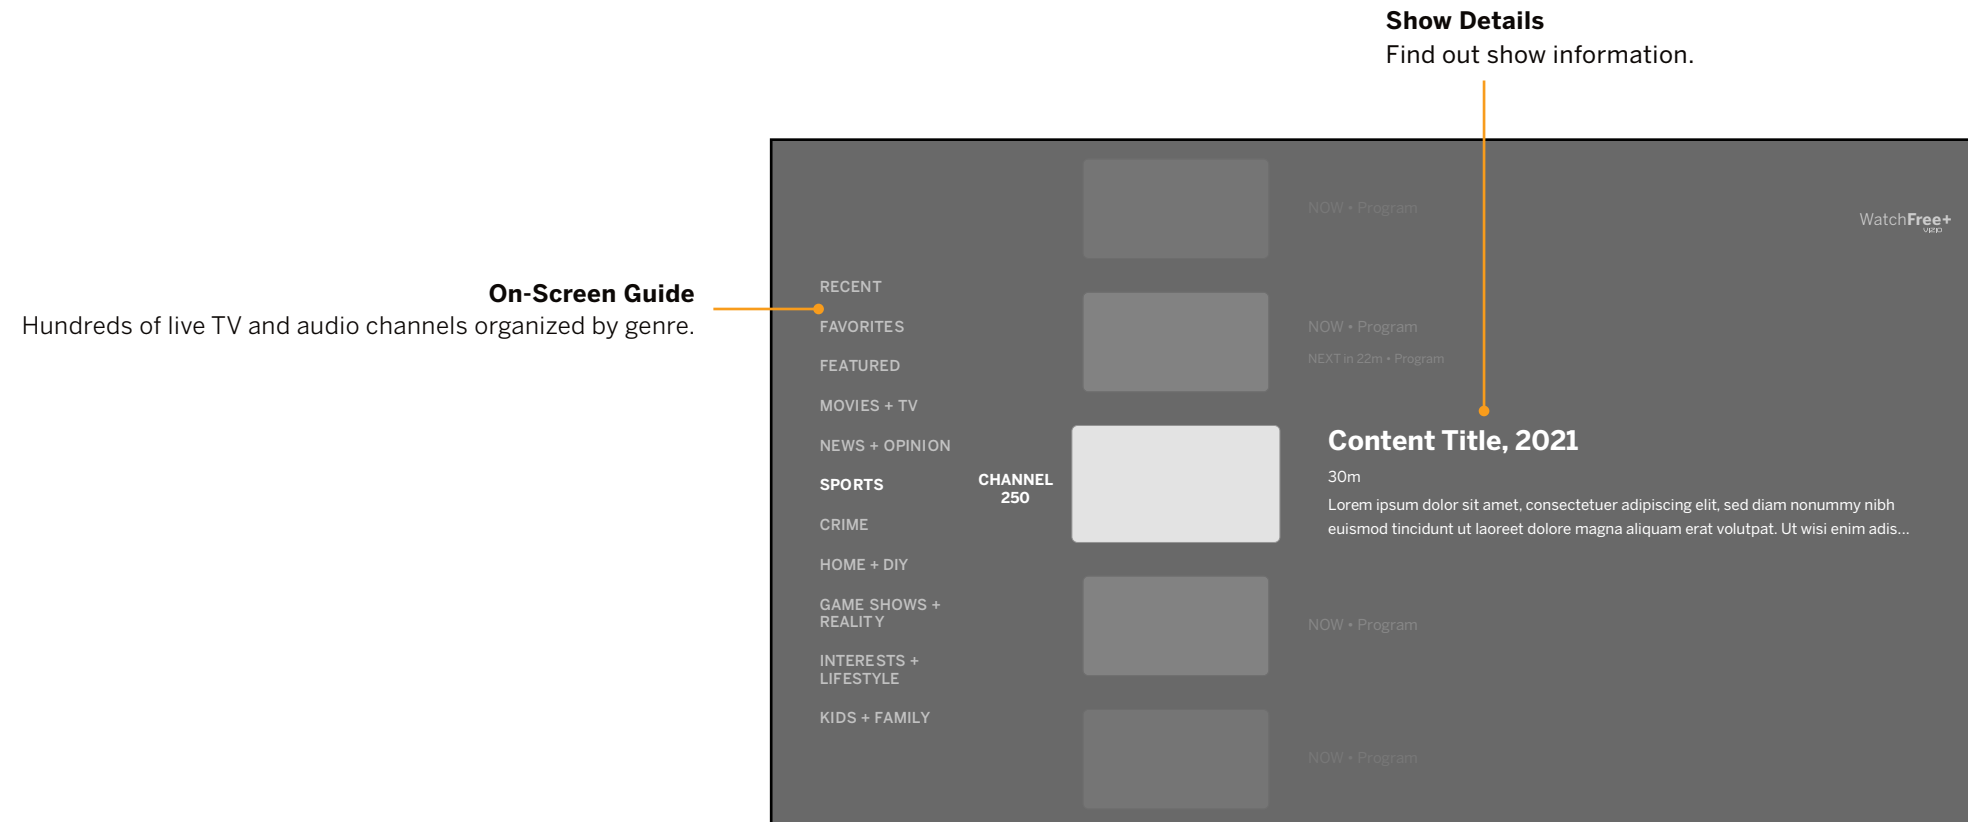 Show Details
Find out show information.
On-Screen Guide
Hundreds of live TV and audio channels organized by genre.
NOW • Program
WatchFree+
VIZIO
RECENT
FAVORITES
FEATURED
MOVIES + TV
NEWS + OPINION
SPORTS
CRIME
HOME + DIY
GAME SHOWS +
REALITY
INTERESTS +
LIFESTYLE
KIDS + FAMILY
CHANNEL
250
NOW • Program
NEXT in 22m • Program
Content Title, 2021
30m
Lorem ipsum dolor sit amet, consectetuer adipiscing elit, sed diam nonummy nibh
euismod tincidunt ut laoreet dolore magna aliquam erat volutpat. Ut wisi enim adis...
NOW • Program
NOW • Program